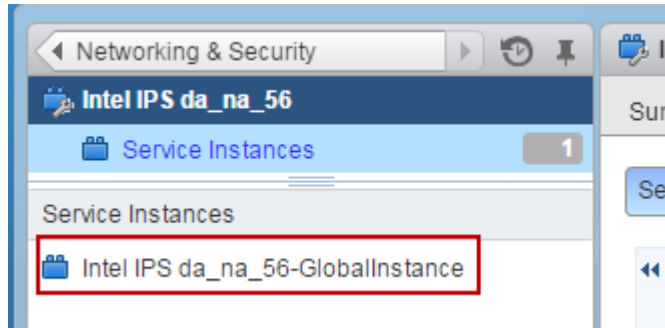 Networking & Security
Intel IPS da_na_56
Service Instances
1
Service Instances
Intel IPS da_na_56-GlobalInstance